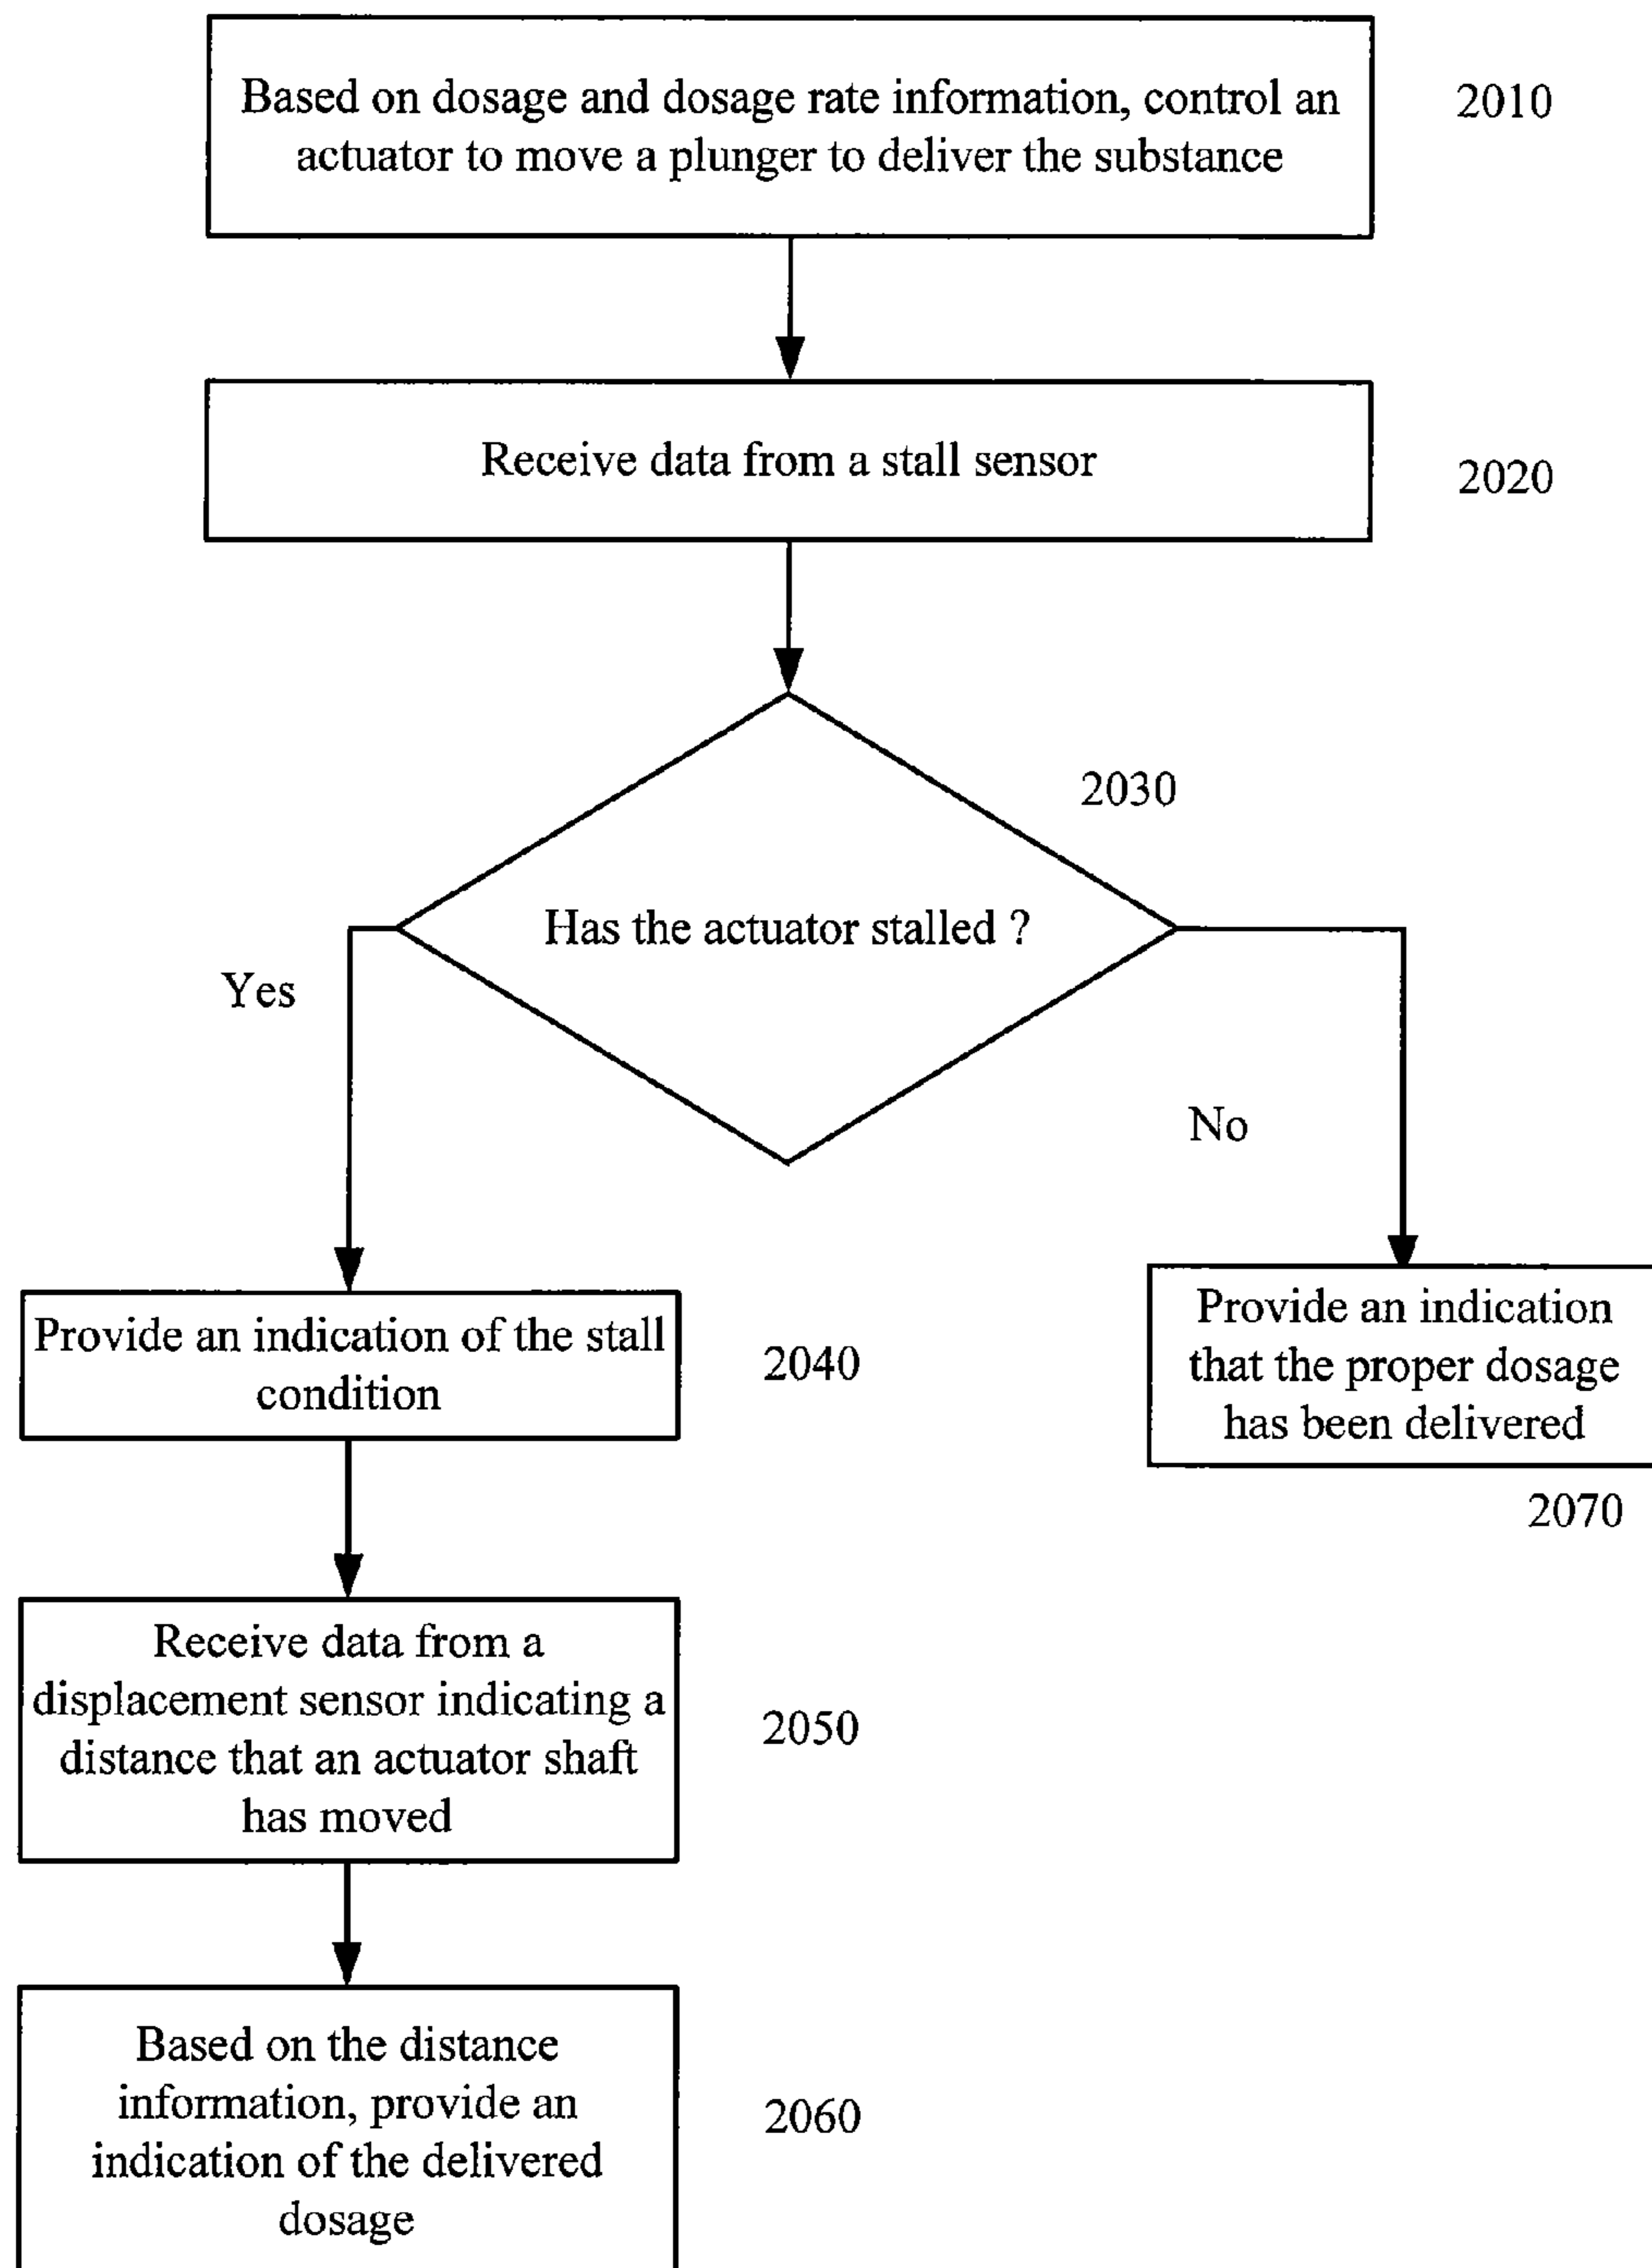 Based on dosage and dosage rate information, control an
actuator to move a plunger to deliver the substance
2010
Receive data from a stall sensor
2020
2030
Has the actuator stalled ?
Yes
No
Provide an indication of the stall
condition
2040
Provide an indication
that the proper dosage
has been delivered
2070
Receive data from a
displacement sensor indicating a
distance that an actuator shaft
has moved
2050
Based on the distance
information, provide an
indication of the delivered
dosage
2060